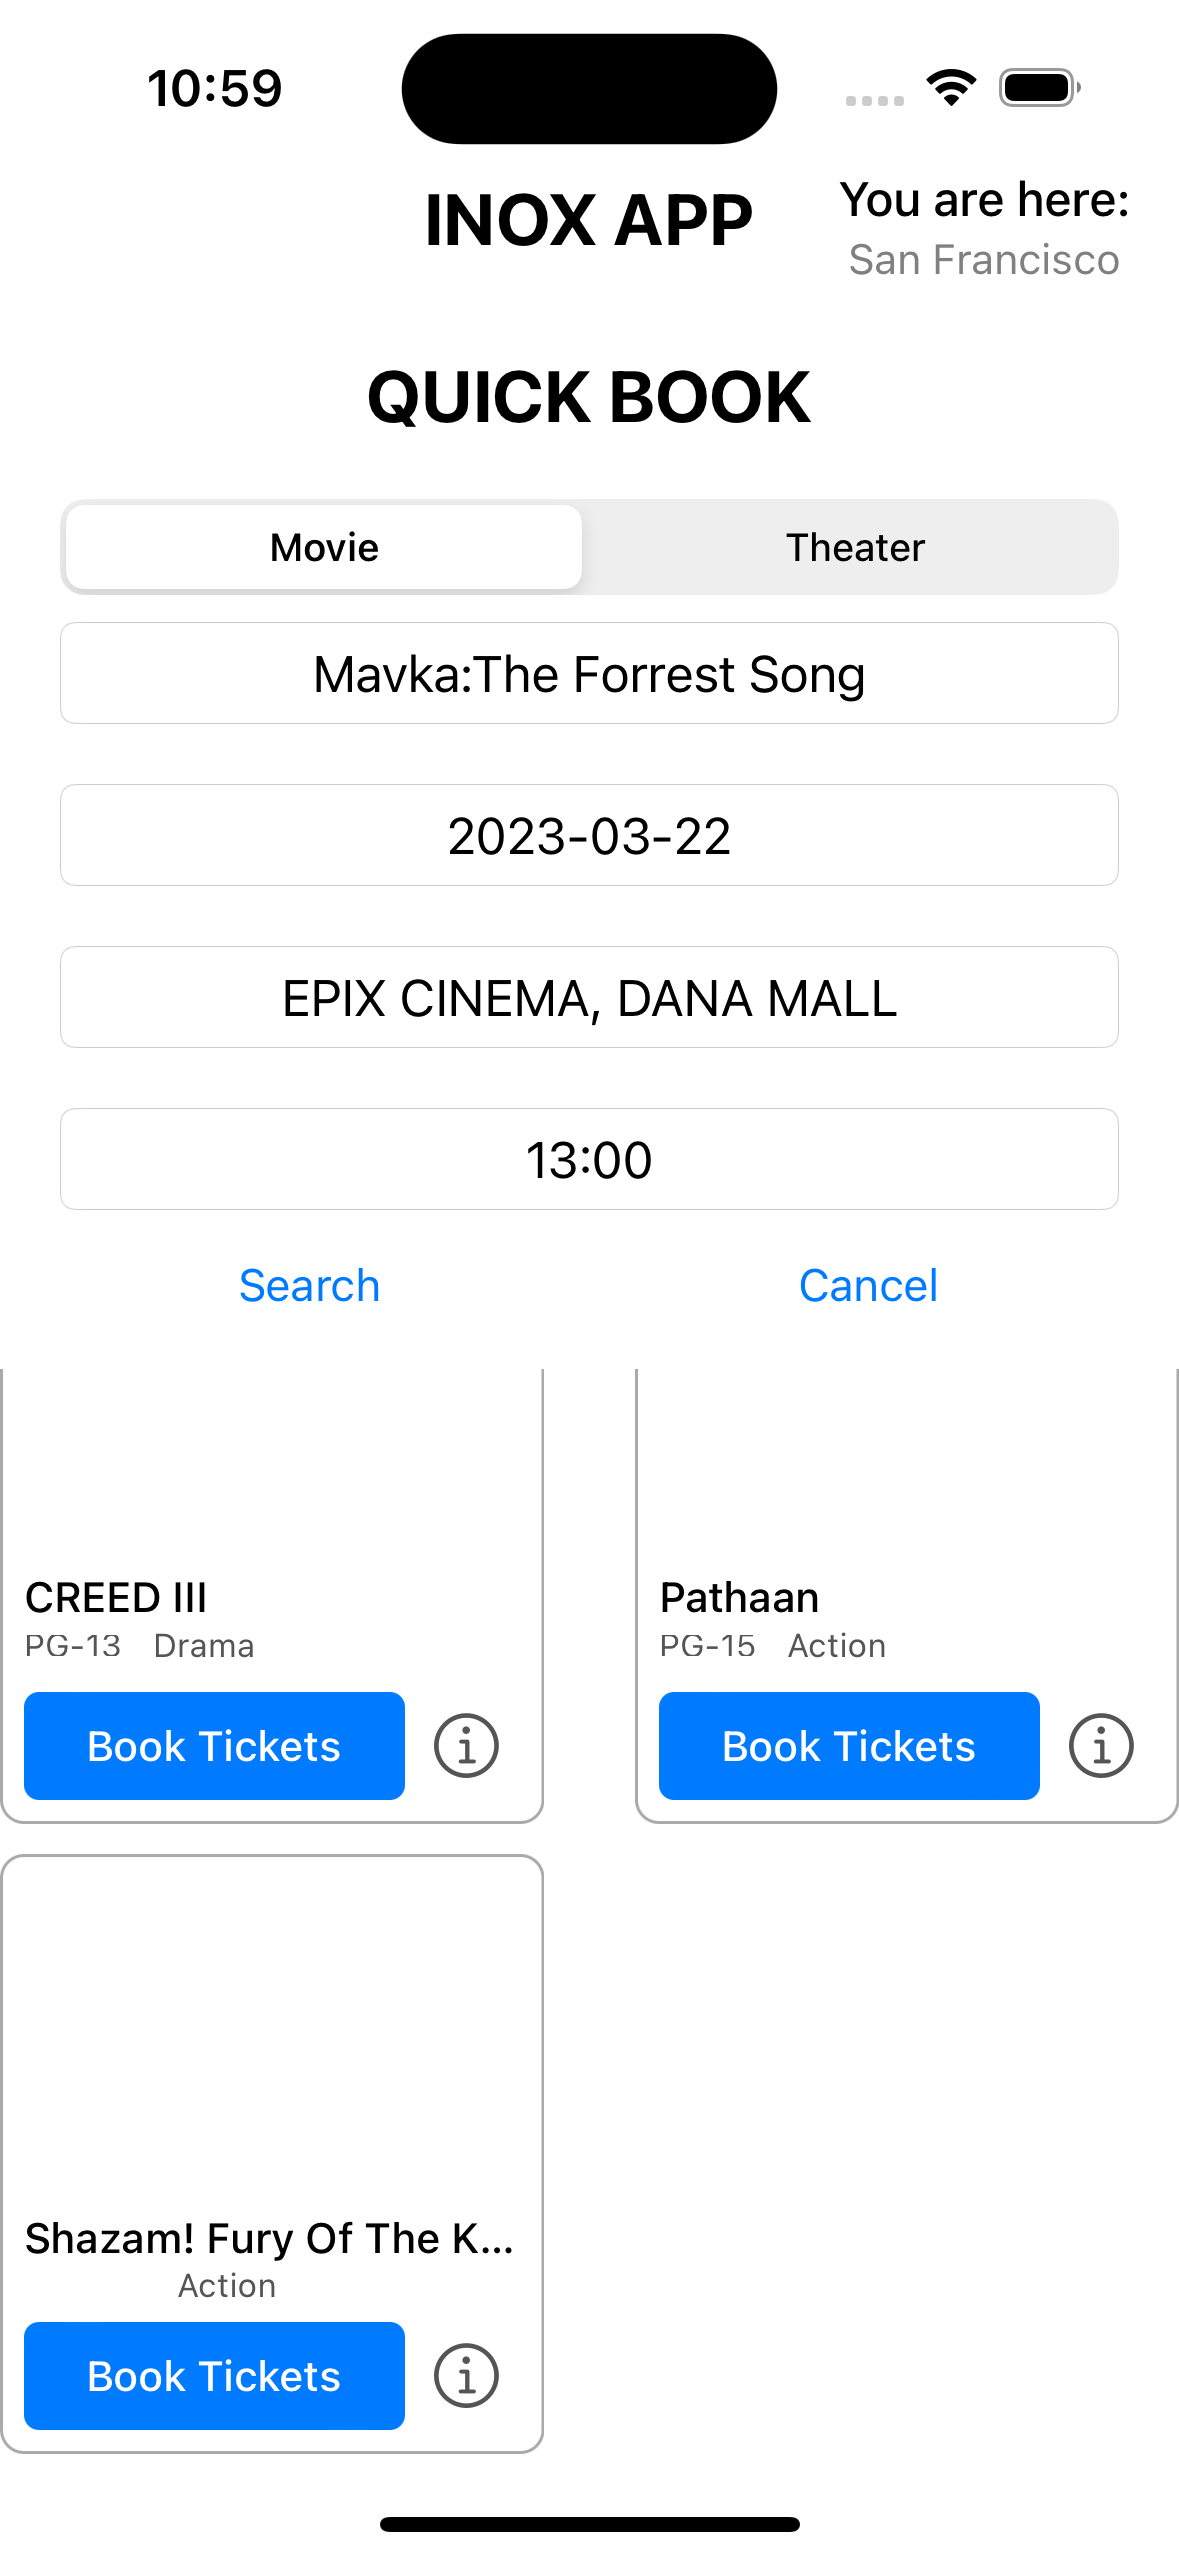 10:59
INOX APP
You are here:
San Francisco
QUICK BOOK
Movie
Theater
Mavka:The Forrest Song
2023-03-22
EPIX CINEMA, DANA MALL
13:00
Search
Cancel
CREED III
PG-13 Drama
Book Tickets
Pathaan
PG-15 Action
Book Tickets
Shazam! Fury Of The K...
Action
Book Tickets